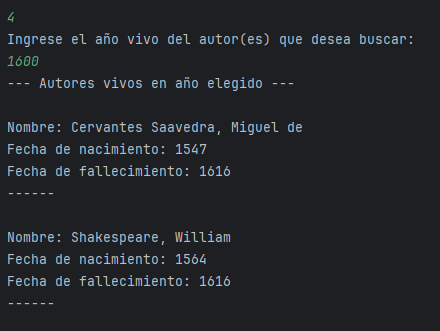 4
Ingrese el año vivo del autor(es) que desea buscar:
1600
--- Autores vivos en año elegido ---
Nombre: Cervantes Saavedra, Miguel de
Fecha de nacimiento: 1547
Fecha de fallecimiento: 1616
------
Nombre: Shakespeare, William
Fecha de nacimiento: 1564
Fecha de fallecimiento: 1616
------